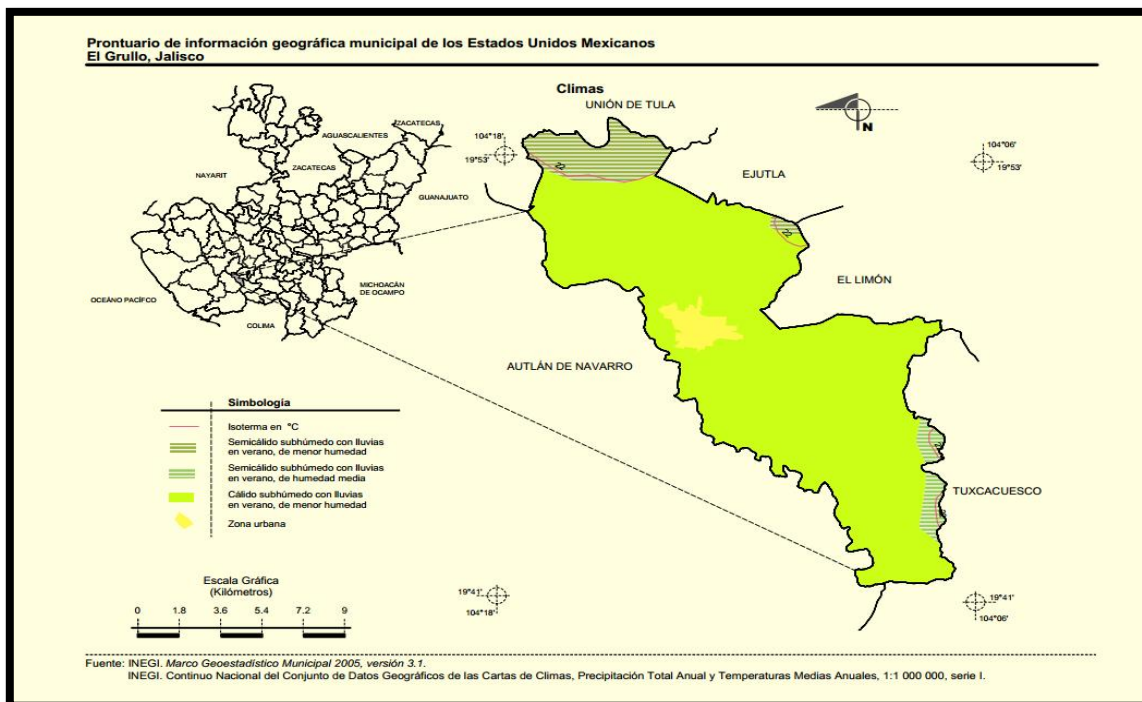 Prontuario de información geográfica municipal de los Estados Unidos Mexicanos
El Grullo, Jalisco
Climas
UNIÓN DE TULA
ZACATECAS
AGUASCALIENTES
ZACATECAS
NAYARIT
GUANAJUATO
MICHOACÁN
DE OCAMPO
OCEÁNO PACÍFCO
COLIMA
N
104°18'
19°53'
104°06'
19°53'
22
EJUTLA
22
EL LIMÓN
AUTLÁN DE NAVARRO
TUXCACUESCO
Simbología
Isoterma en °C
Semicálido subhúmedo con lluvias
en verano, de menor humedad
Semicálido subhúmedo con lluvias
en verano, de humedad media
Cálido subhúmedo con lluvias
en verano, de menor humedad
Zona urbana
Escala Gráfica
(Kilómetros)
0 1.8 3.6 5.4 7.2 9
19°41'
104°18'
19°41'
104°06'
Fuente: INEGI. Marco Geoestadístico Municipal 2005, versión 3.1.
INEGI. Continuo Nacional del Conjunto de Datos Geográficos de las Cartas de Climas, Precipitación Total Anual y Temperaturas Medias Anuales, 1:1 000 000, serie I.